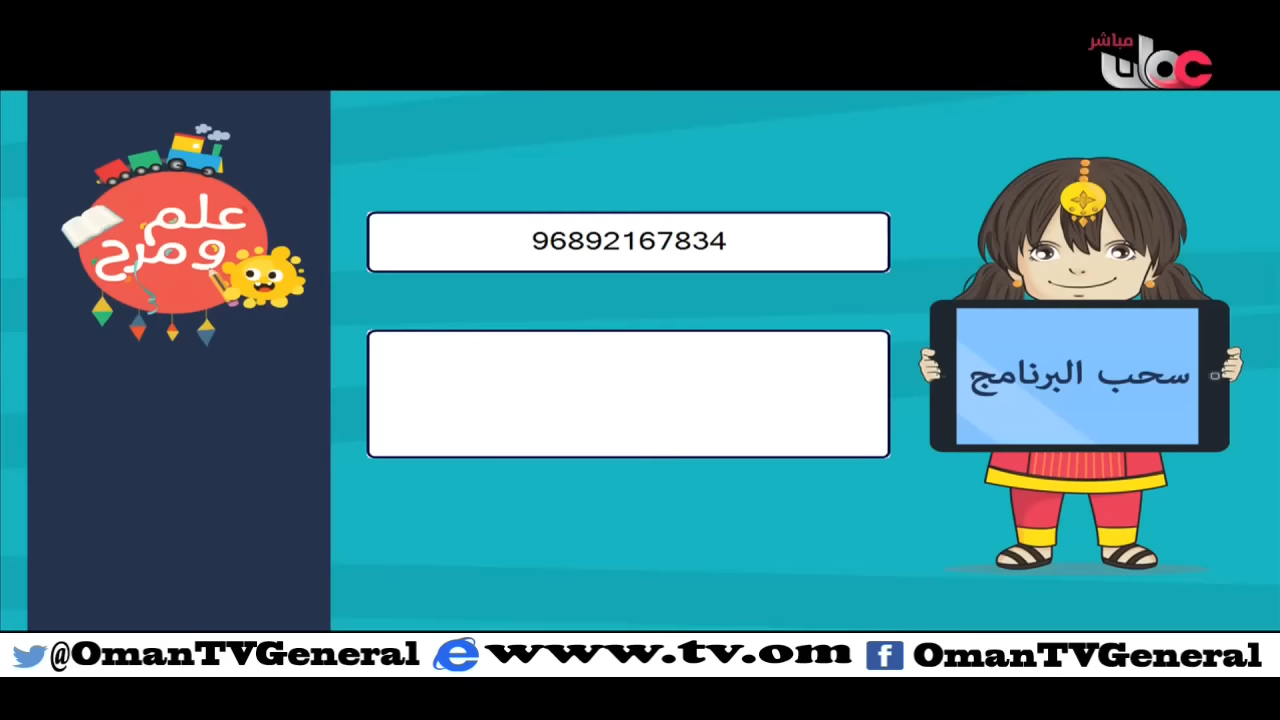 مباشر
علم
ومرح
96892167834
سحب البرنامج
@OmanTVGeneral
www.tv.om
OmanTVGeneral